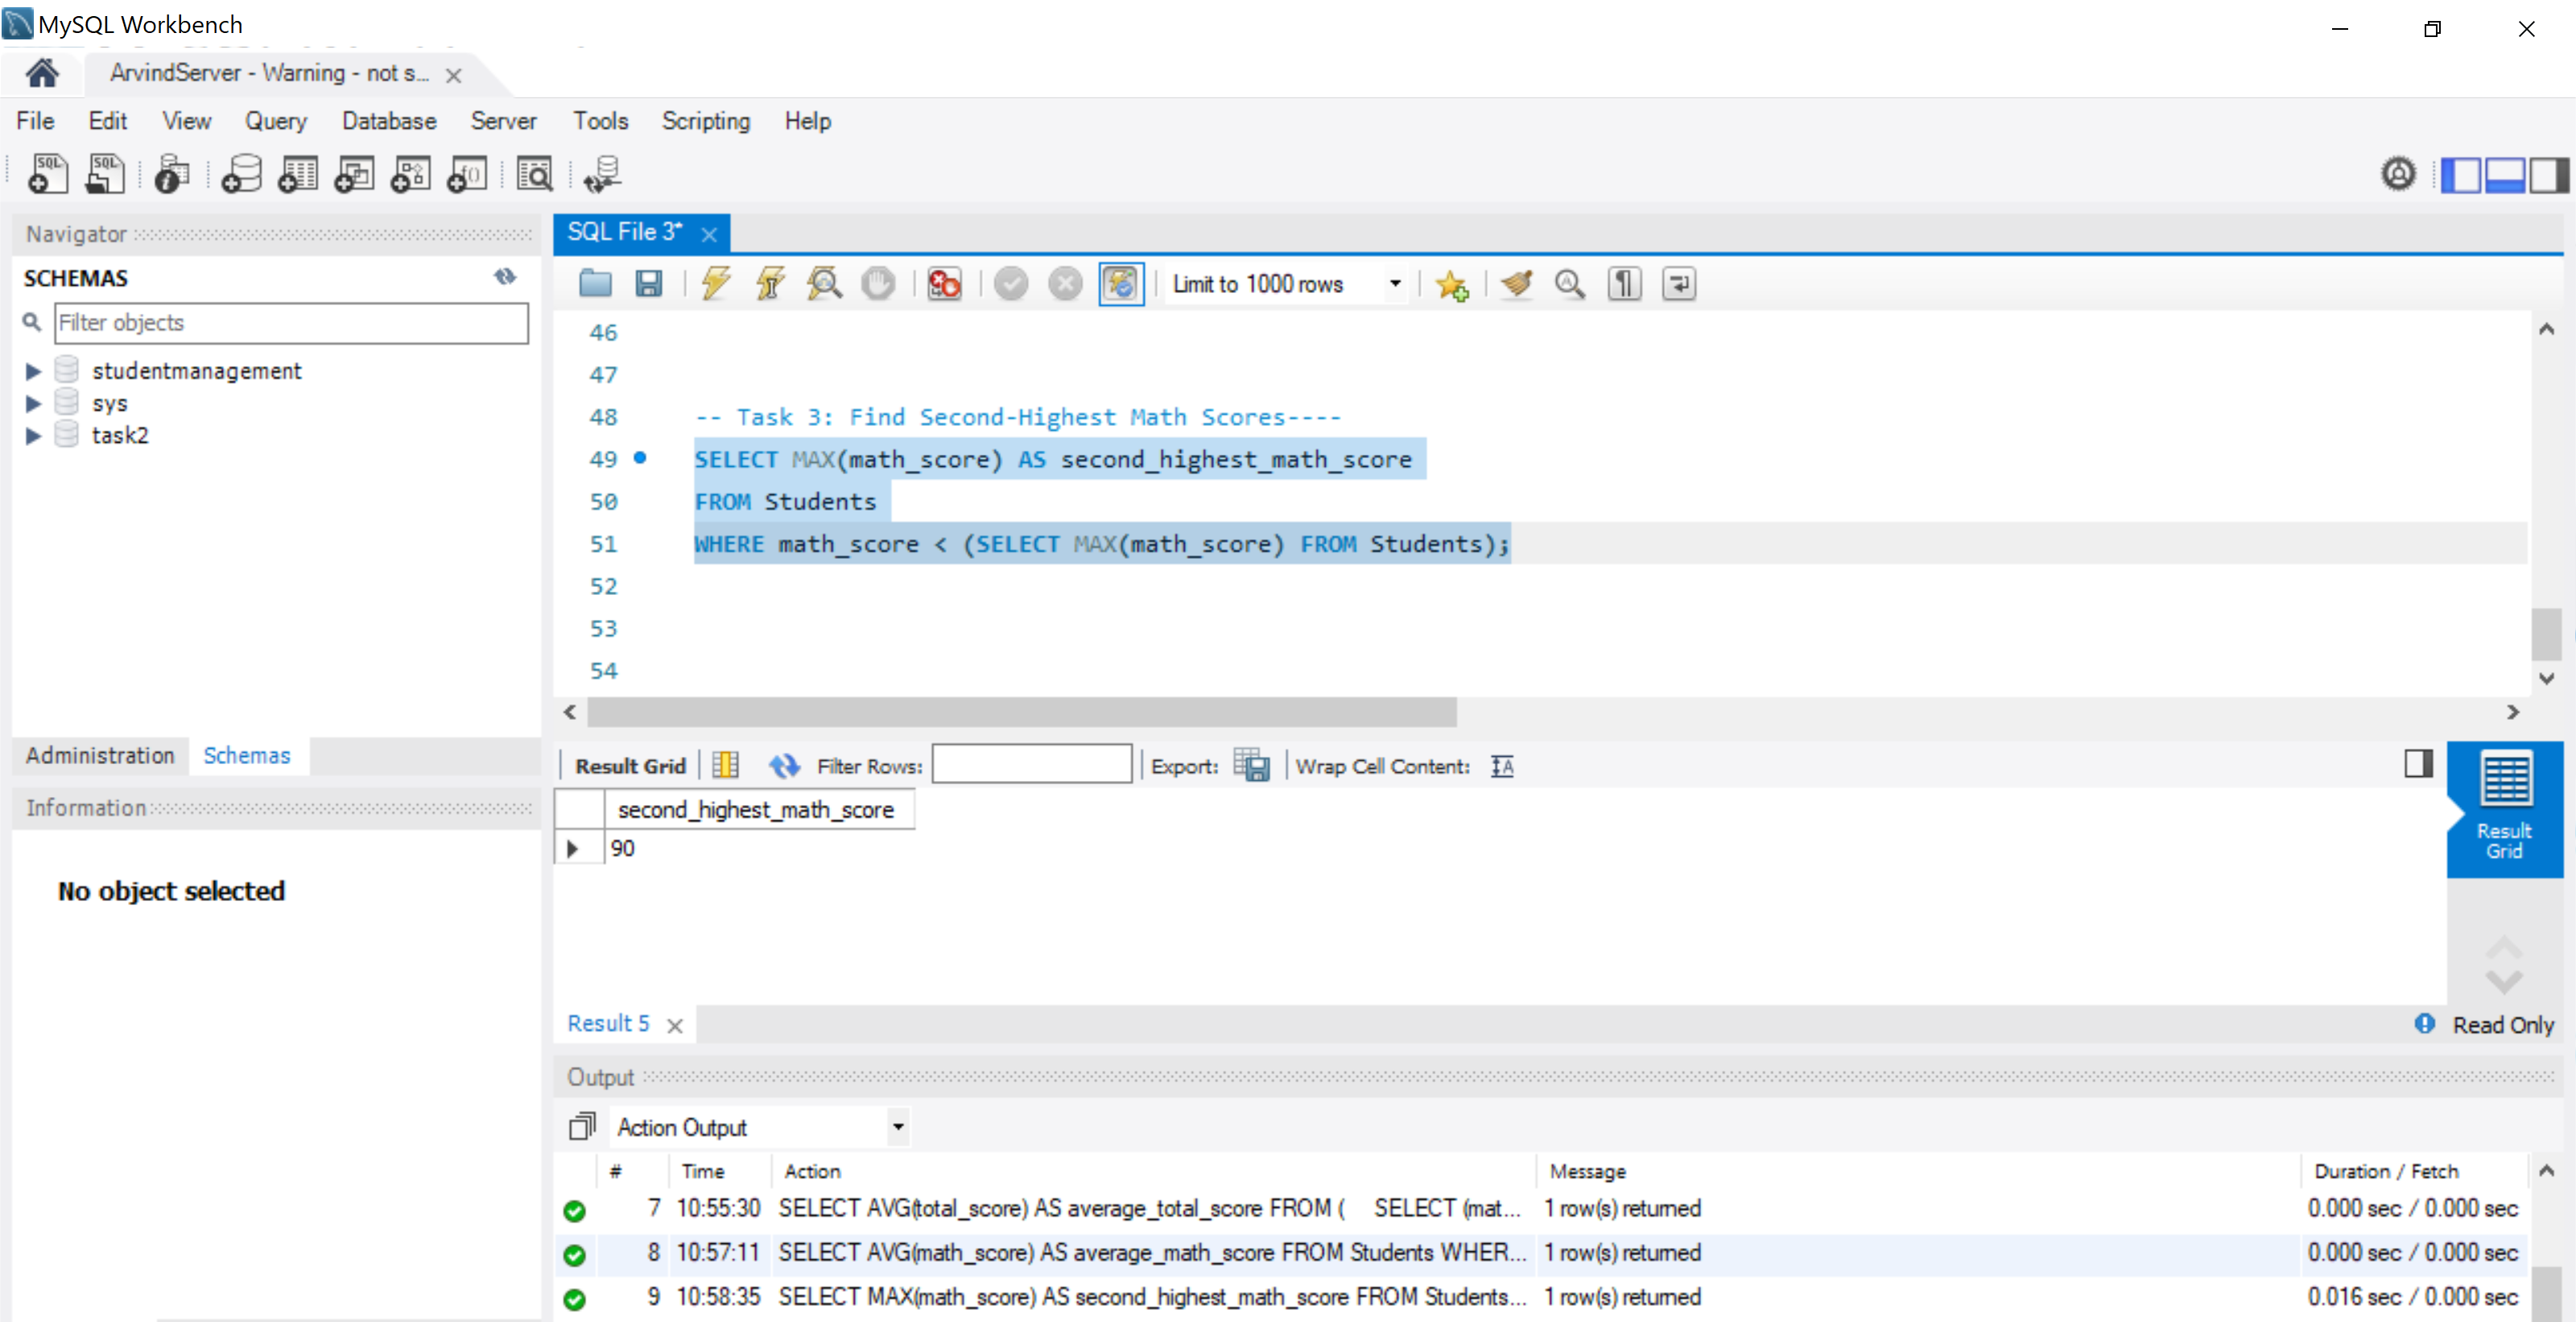 MySQL Workbench
ArvindServer - Warning - not s...
File Edit View Query Database Server Tools Scripting Help
Navigator
SCHEMAS
Filter objects
studentmanagement
sys
task2
Administration Schemas
Information
No object selected
SQL File 3*
Limit to 1000 rows
46
47
48 -- Task 3: Find Second-Highest Math Scores----
49 SELECT MAX(math_score) AS second_highest_math_score
50 FROM Students
51 WHERE math_score < (SELECT MAX(math_score) FROM Students);
52
53
54
Result Grid Filter Rows: Export: Wrap Cell Content:
second_highest_math_score
90
Result
Grid
Result 5
Read Only
Output
Action Output
# Time Action Message Duration / Fetch
7 10:55:30 SELECT AVG(total_score) AS average_total_score FROM ( SELECT (mat... 1 row(s) returned 0.000 sec / 0.000 sec
8 10:57:11 SELECT AVG(math_score) AS average_math_score FROM Students WHER... 1 row(s) returned 0.000 sec / 0.000 sec
9 10:58:35 SELECT MAX(math_score) AS second_highest_math_score FROM Students... 1 row(s) returned 0.016 sec / 0.000 sec